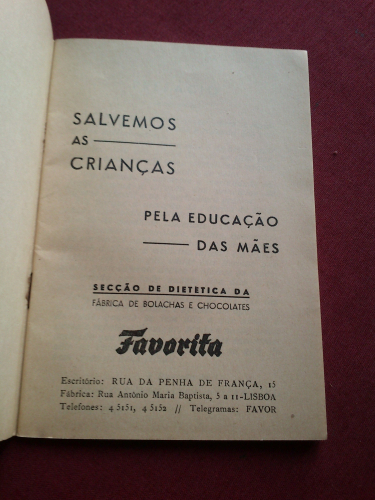 SALVEMOS
AS
CRIANÇAS
PELA EDUCAÇÃO
DAS MÃES
SECÇÃO DE DIETÉTICA DA
FÁBRICA DE BOLACHAS E CHOCOLATES
Favorita
Escritório: RUA DA PENHA DE FRANÇA, 15
Fábrica: Rua António Maria Baptista, 5 a 11-LISBOA
Telefones: 4 5151, 4 5152 // Telegramas: FAVOR